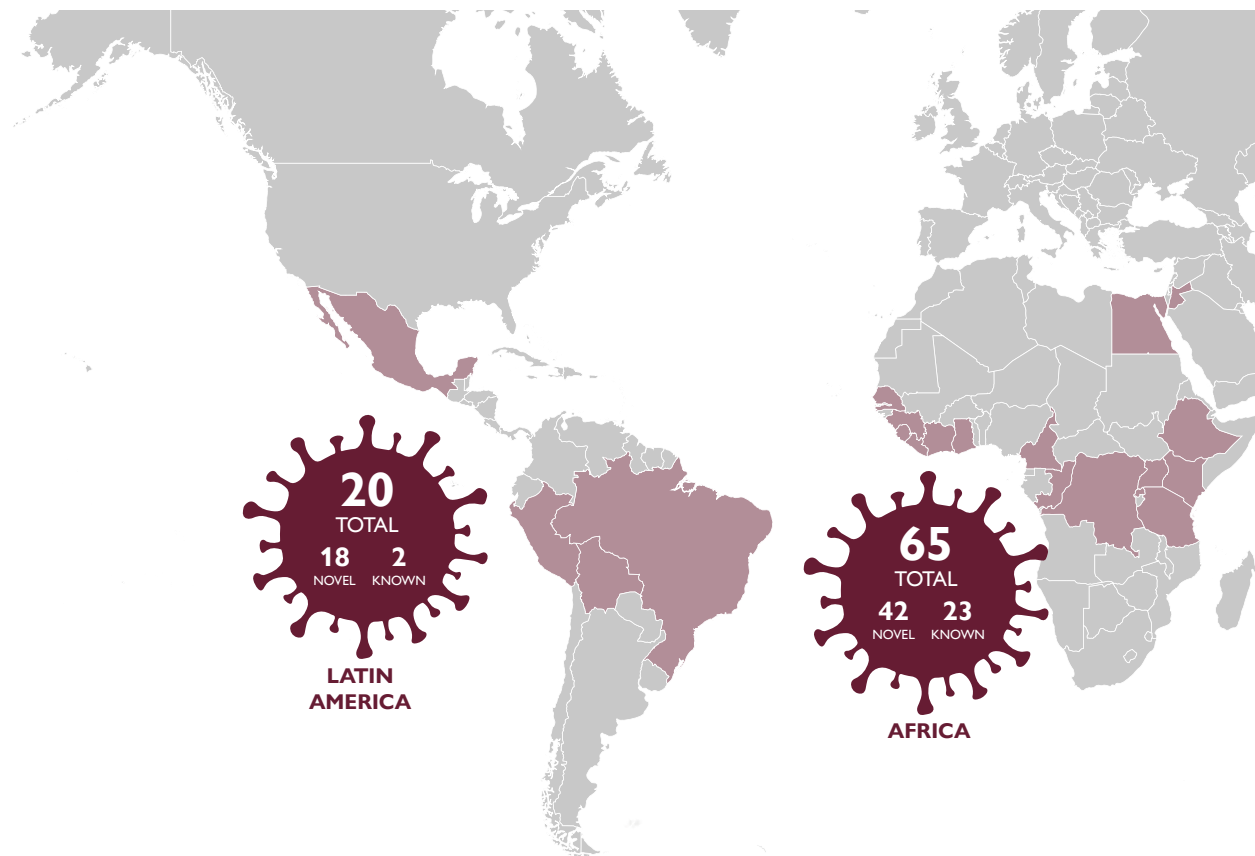 20
TOTAL
18 2
NOVEL KNOWN
LATIN
AMERICA
65
TOTAL
42 23
NOVEL KNOWN
AFRICA